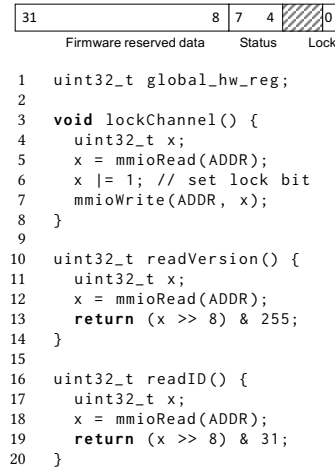 31 8 7 4 0
Firmware reserved data Status Lock
1 uint32_t global_hw_reg;
2
3 void lockChannel() {
4 uint32_t x;
5 x = mmioRead(ADDR);
6 x |= 1; // set lock bit
7 mmioWrite(ADDR, x);
8 }
9
10 uint32_t readVersion() {
11 uint32_t x;
12 x = mmioRead(ADDR);
13 return (x >> 8) & 255;
14 }
15
16 uint32_t readID() {
17 uint32_t x;
18 x = mmioRead(ADDR);
19 return (x >> 8) & 31;
20 }